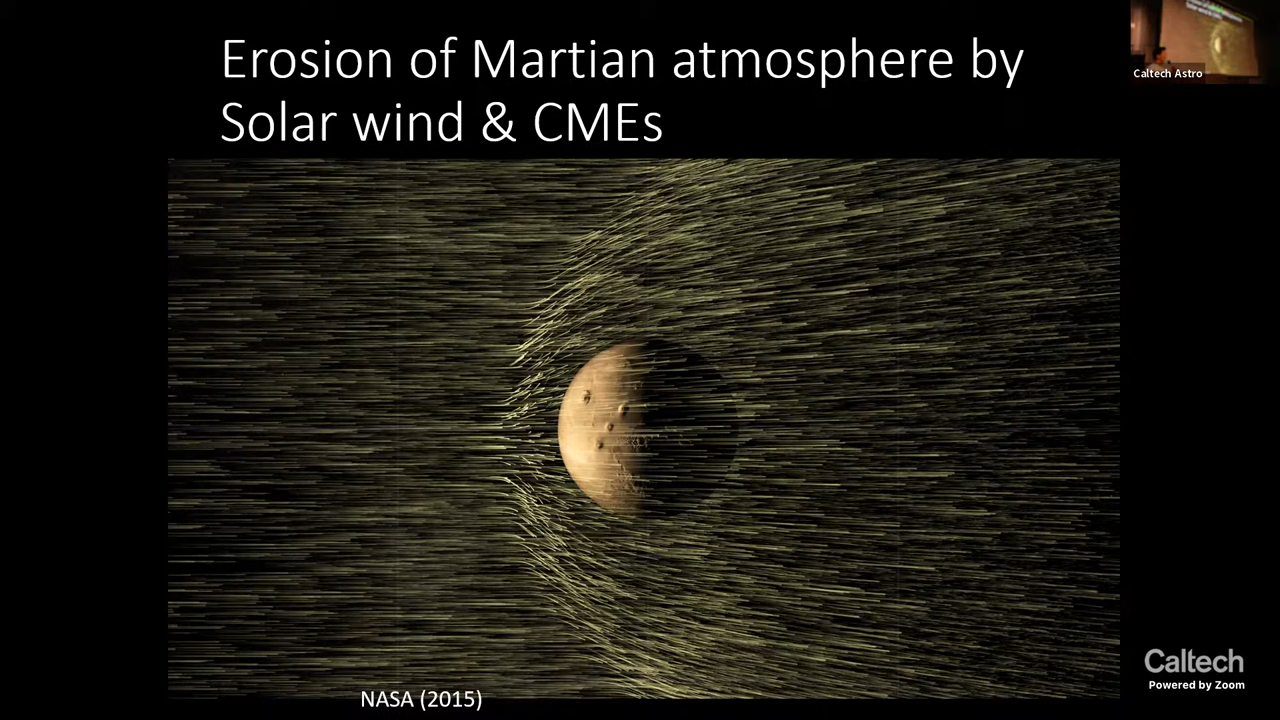 Erosion of Martian atmosphere by
Solar wind & CMEs
Caltech Astro
NASA (2015)
Caltech
Powered by Zoom